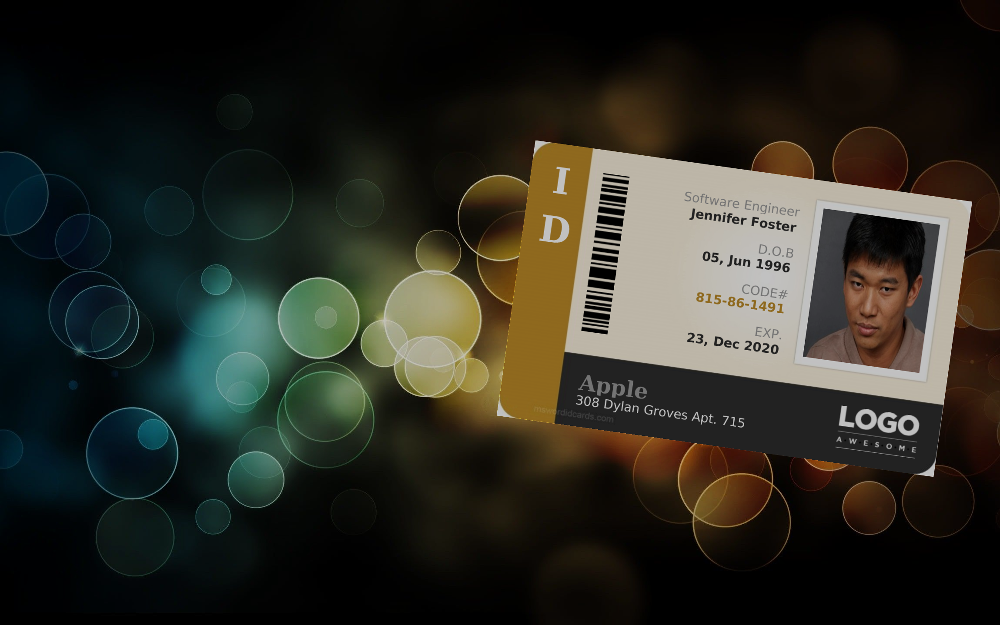 I
D
Software Engineer
Jennifer Foster
D.O.B
05, Jun 1996
CODE#
815-86-1491
EXP.
23, Dec 2020
Apple
308 Dylan Groves Apt. 715
LOGO
AWESOME